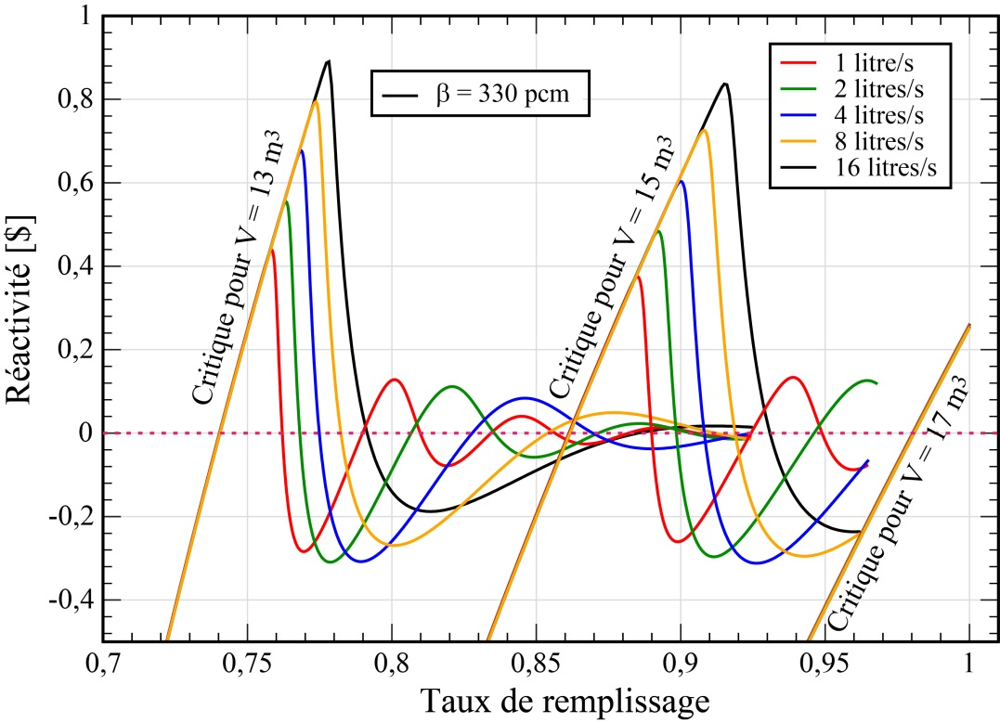 1
0,8
0,6
0,4
0,2
0
-0,2
-0,4
Réactivité [$]
β = 330 pcm
1 litre/s
2 litres/s
4 litres/s
8 litres/s
16 litres/s
Critique pour V = 13 m³
Critique pour V = 15 m³
Critique pour V = 17 m³
0,7
0,75
0,8
0,85
0,9
0,95
1
Taux de remplissage